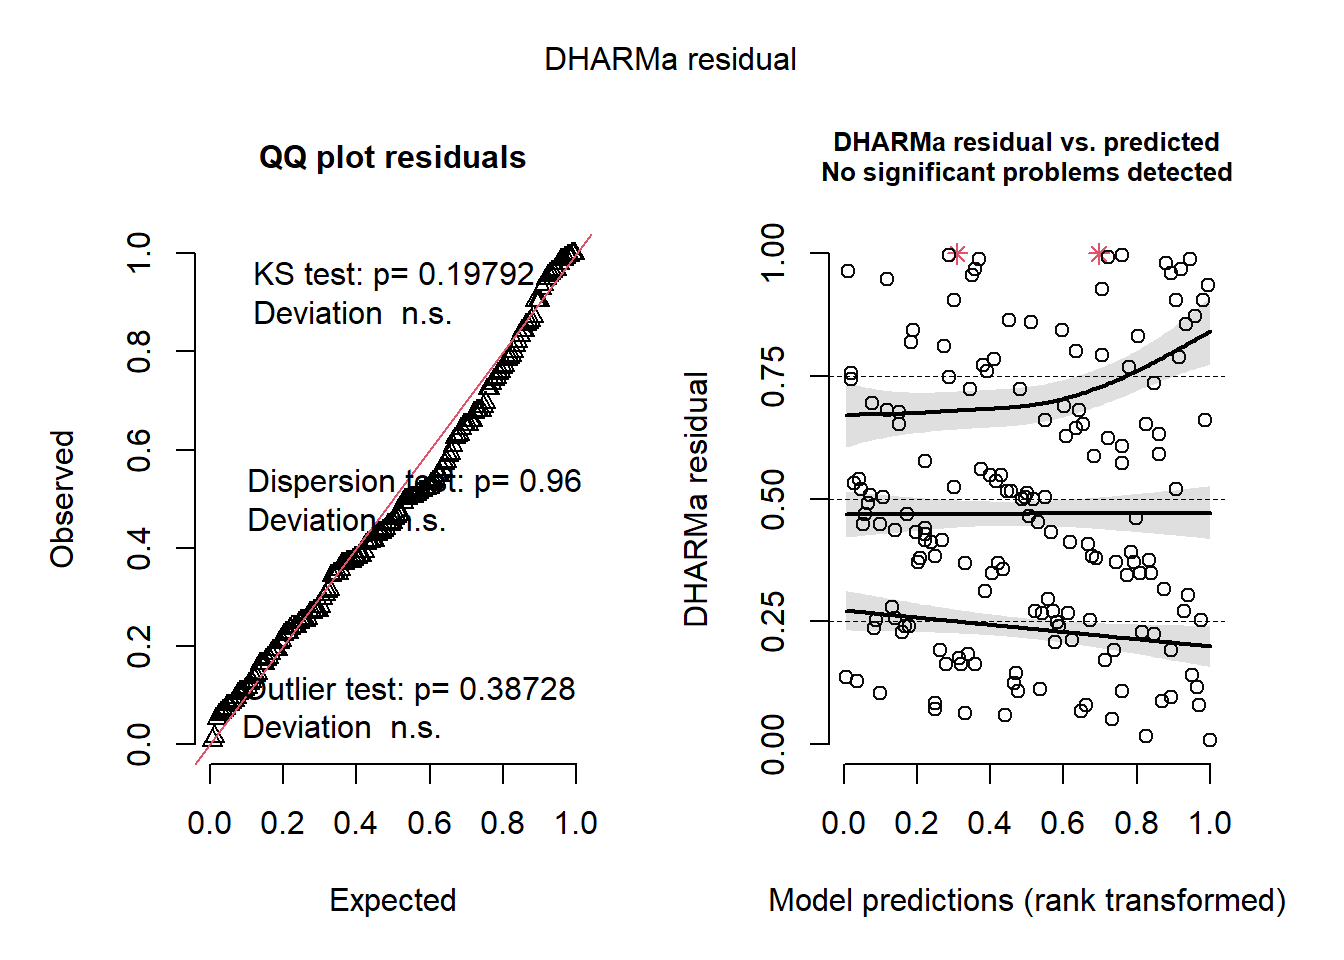 DHARMa residual
QQ plot residuals
KS test: p= 0.19792
Deviation  n.s.
Dispersion test: p= 0.96
Deviation  n.s.
Outlier test: p= 0.38728
Deviation  n.s.
Observed
0.0 0.2 0.4 0.6 0.8 1.0
0.0 0.2 0.4 0.6 0.8 1.0
Expected
DHARMa residual vs. predicted
No significant problems detected
DHARMa residual
0.00 0.25 0.50 0.75 1.00
0.0 0.2 0.4 0.6 0.8 1.0
Model predictions (rank transformed)